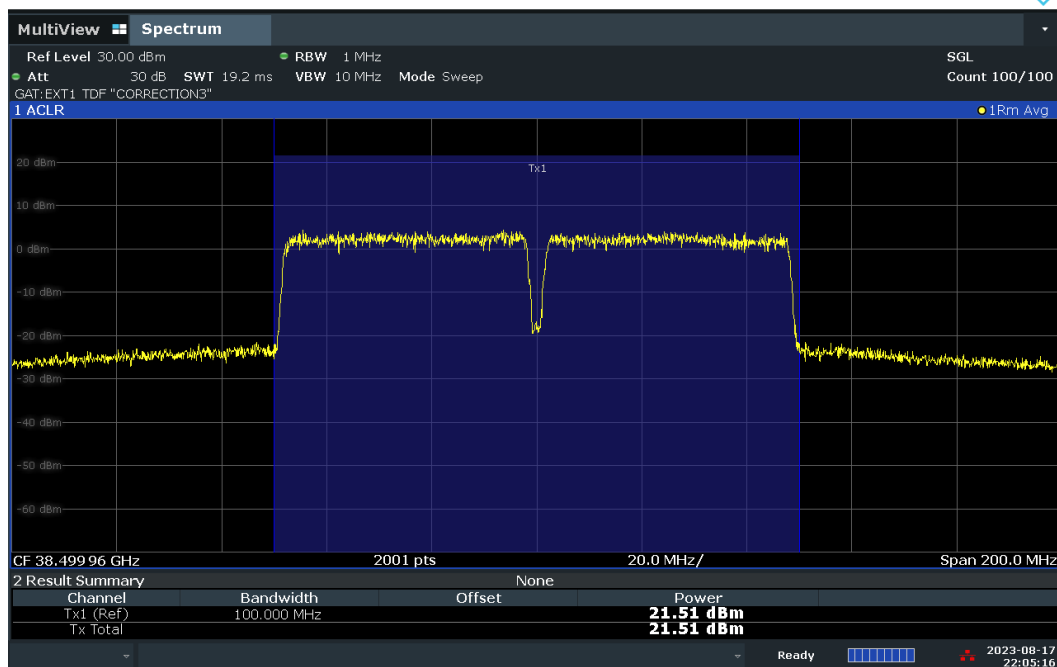 MultiView Spectrum
Ref Level 30.00 dBm RBW 1 MHz SGL
Att 30 dB SWT 19.2 ms VBW 10 MHz Mode Sweep Count 100/100
GAT:EXT1 TDF "CORRECTION3"
1 ACLR 1Rm Avg
20 dBm
Tx1
10 dBm
0 dBm
-10 dBm
-20 dBm
-30 dBm
-40 dBm
-50 dBm
-60 dBm
CF 38.49996 GHz 2001 pts 20.0 MHz/ Span 200.0 MHz
2 Result Summary None
Channel Bandwidth Offset Power
Tx1 (Ref) 100.000 MHz 21.51 dBm
Tx Total 21.51 dBm
Ready 2023-08-17
22:05:16